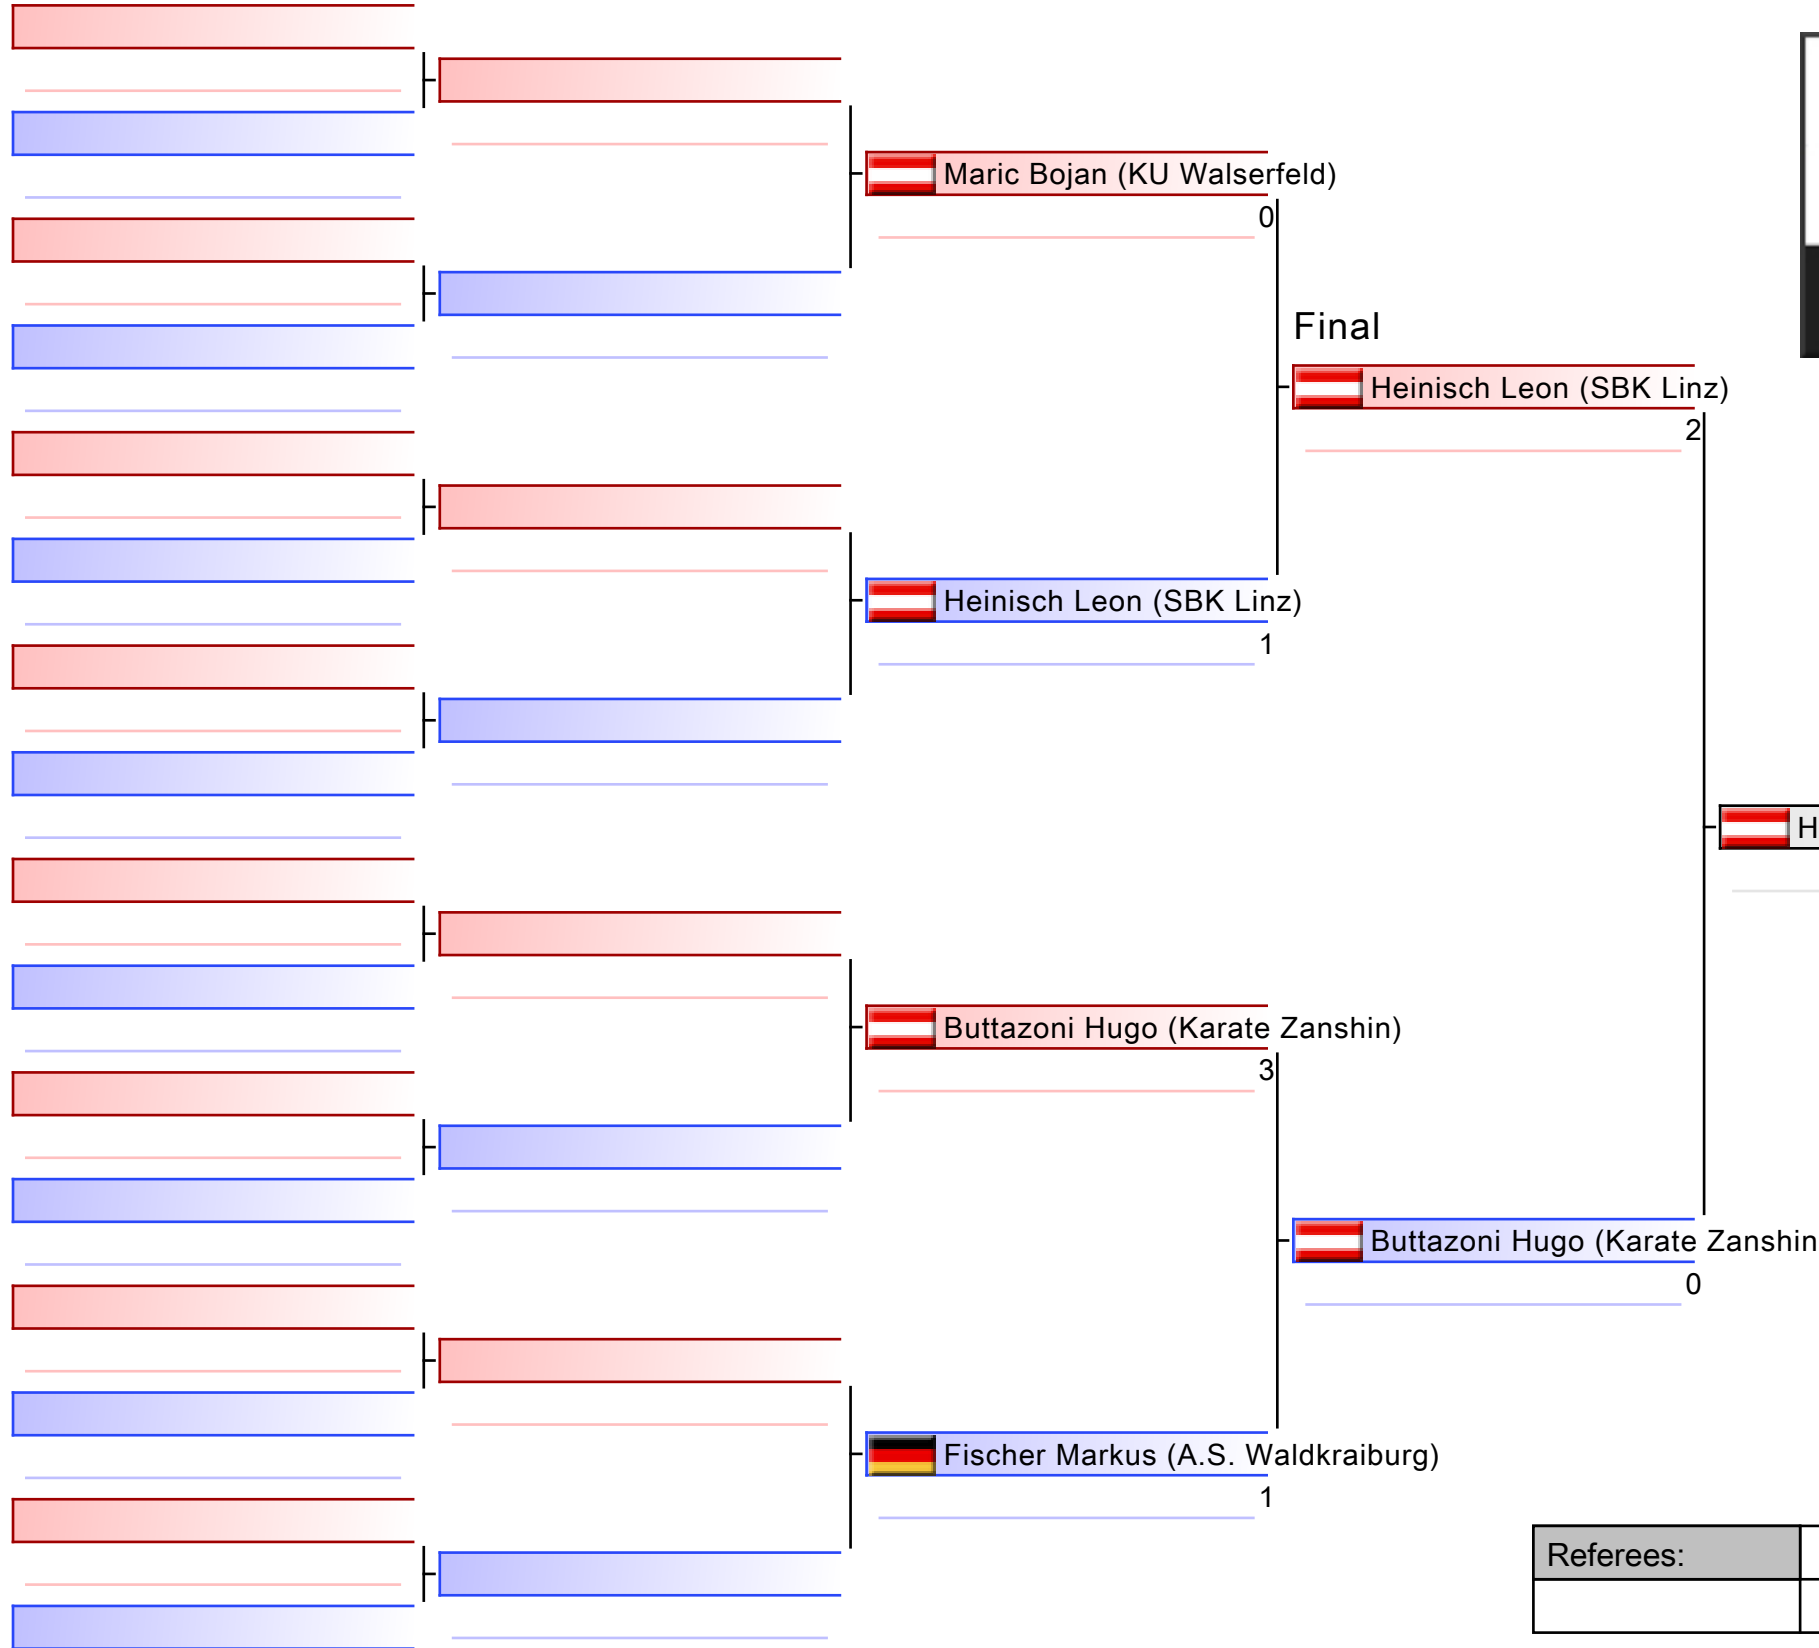 Maric Bojan (KU Walserfeld)
0
Final
Heinisch Leon (SBK Linz)
2
Heinisch Leon (SBK Linz)
1
H
Buttazoni Hugo (Karate Zanshin)
3
Buttazoni Hugo (Karate Zanshin
0
Fischer Markus (A.S. Waldkraiburg)
1
Referees: